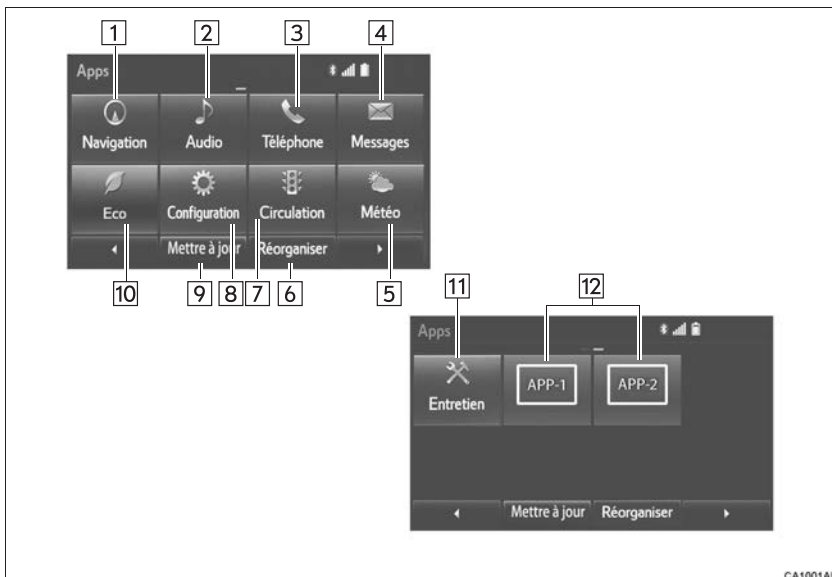 1 2 3 4
Apps
Navigation Audio Téléphone Messages
Eco Configuration Circulation Météo
Mettre à jour Réorganiser
10 9 8 7 6 5
11 12
Apps
APP-1 APP-2
Entretien
Mettre à jour Réorganiser